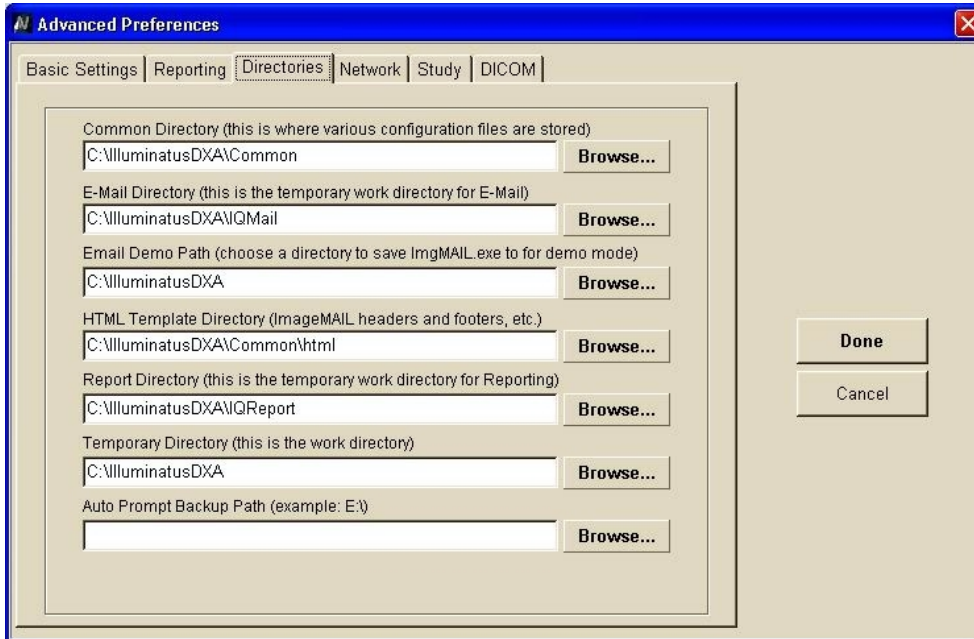 Advanced Preferences
Basic Settings Reporting Directories Network Study DICOM
Common Directory (this is where various configuration files are stored)
C:\IlluminatusDXA\Common Browse...
E-Mail Directory (this is the temporary work directory for E-Mail)
C:\IlluminatusDXA\IQMail Browse...
Email Demo Path (choose a directory to save ImgMAIL.exe to for demo mode)
C:\IlluminatusDXA Browse...
HTML Template Directory (ImageMAIL headers and footers, etc.)
C:\IlluminatusDXA\Common\html Browse...
Done
Report Directory (this is the temporary work directory for Reporting)
C:\IlluminatusDXA\IQReport Browse...
Cancel
Temporary Directory (this is the work directory)
C:\IlluminatusDXA Browse...
Auto Prompt Backup Path (example: E:\)
Browse...